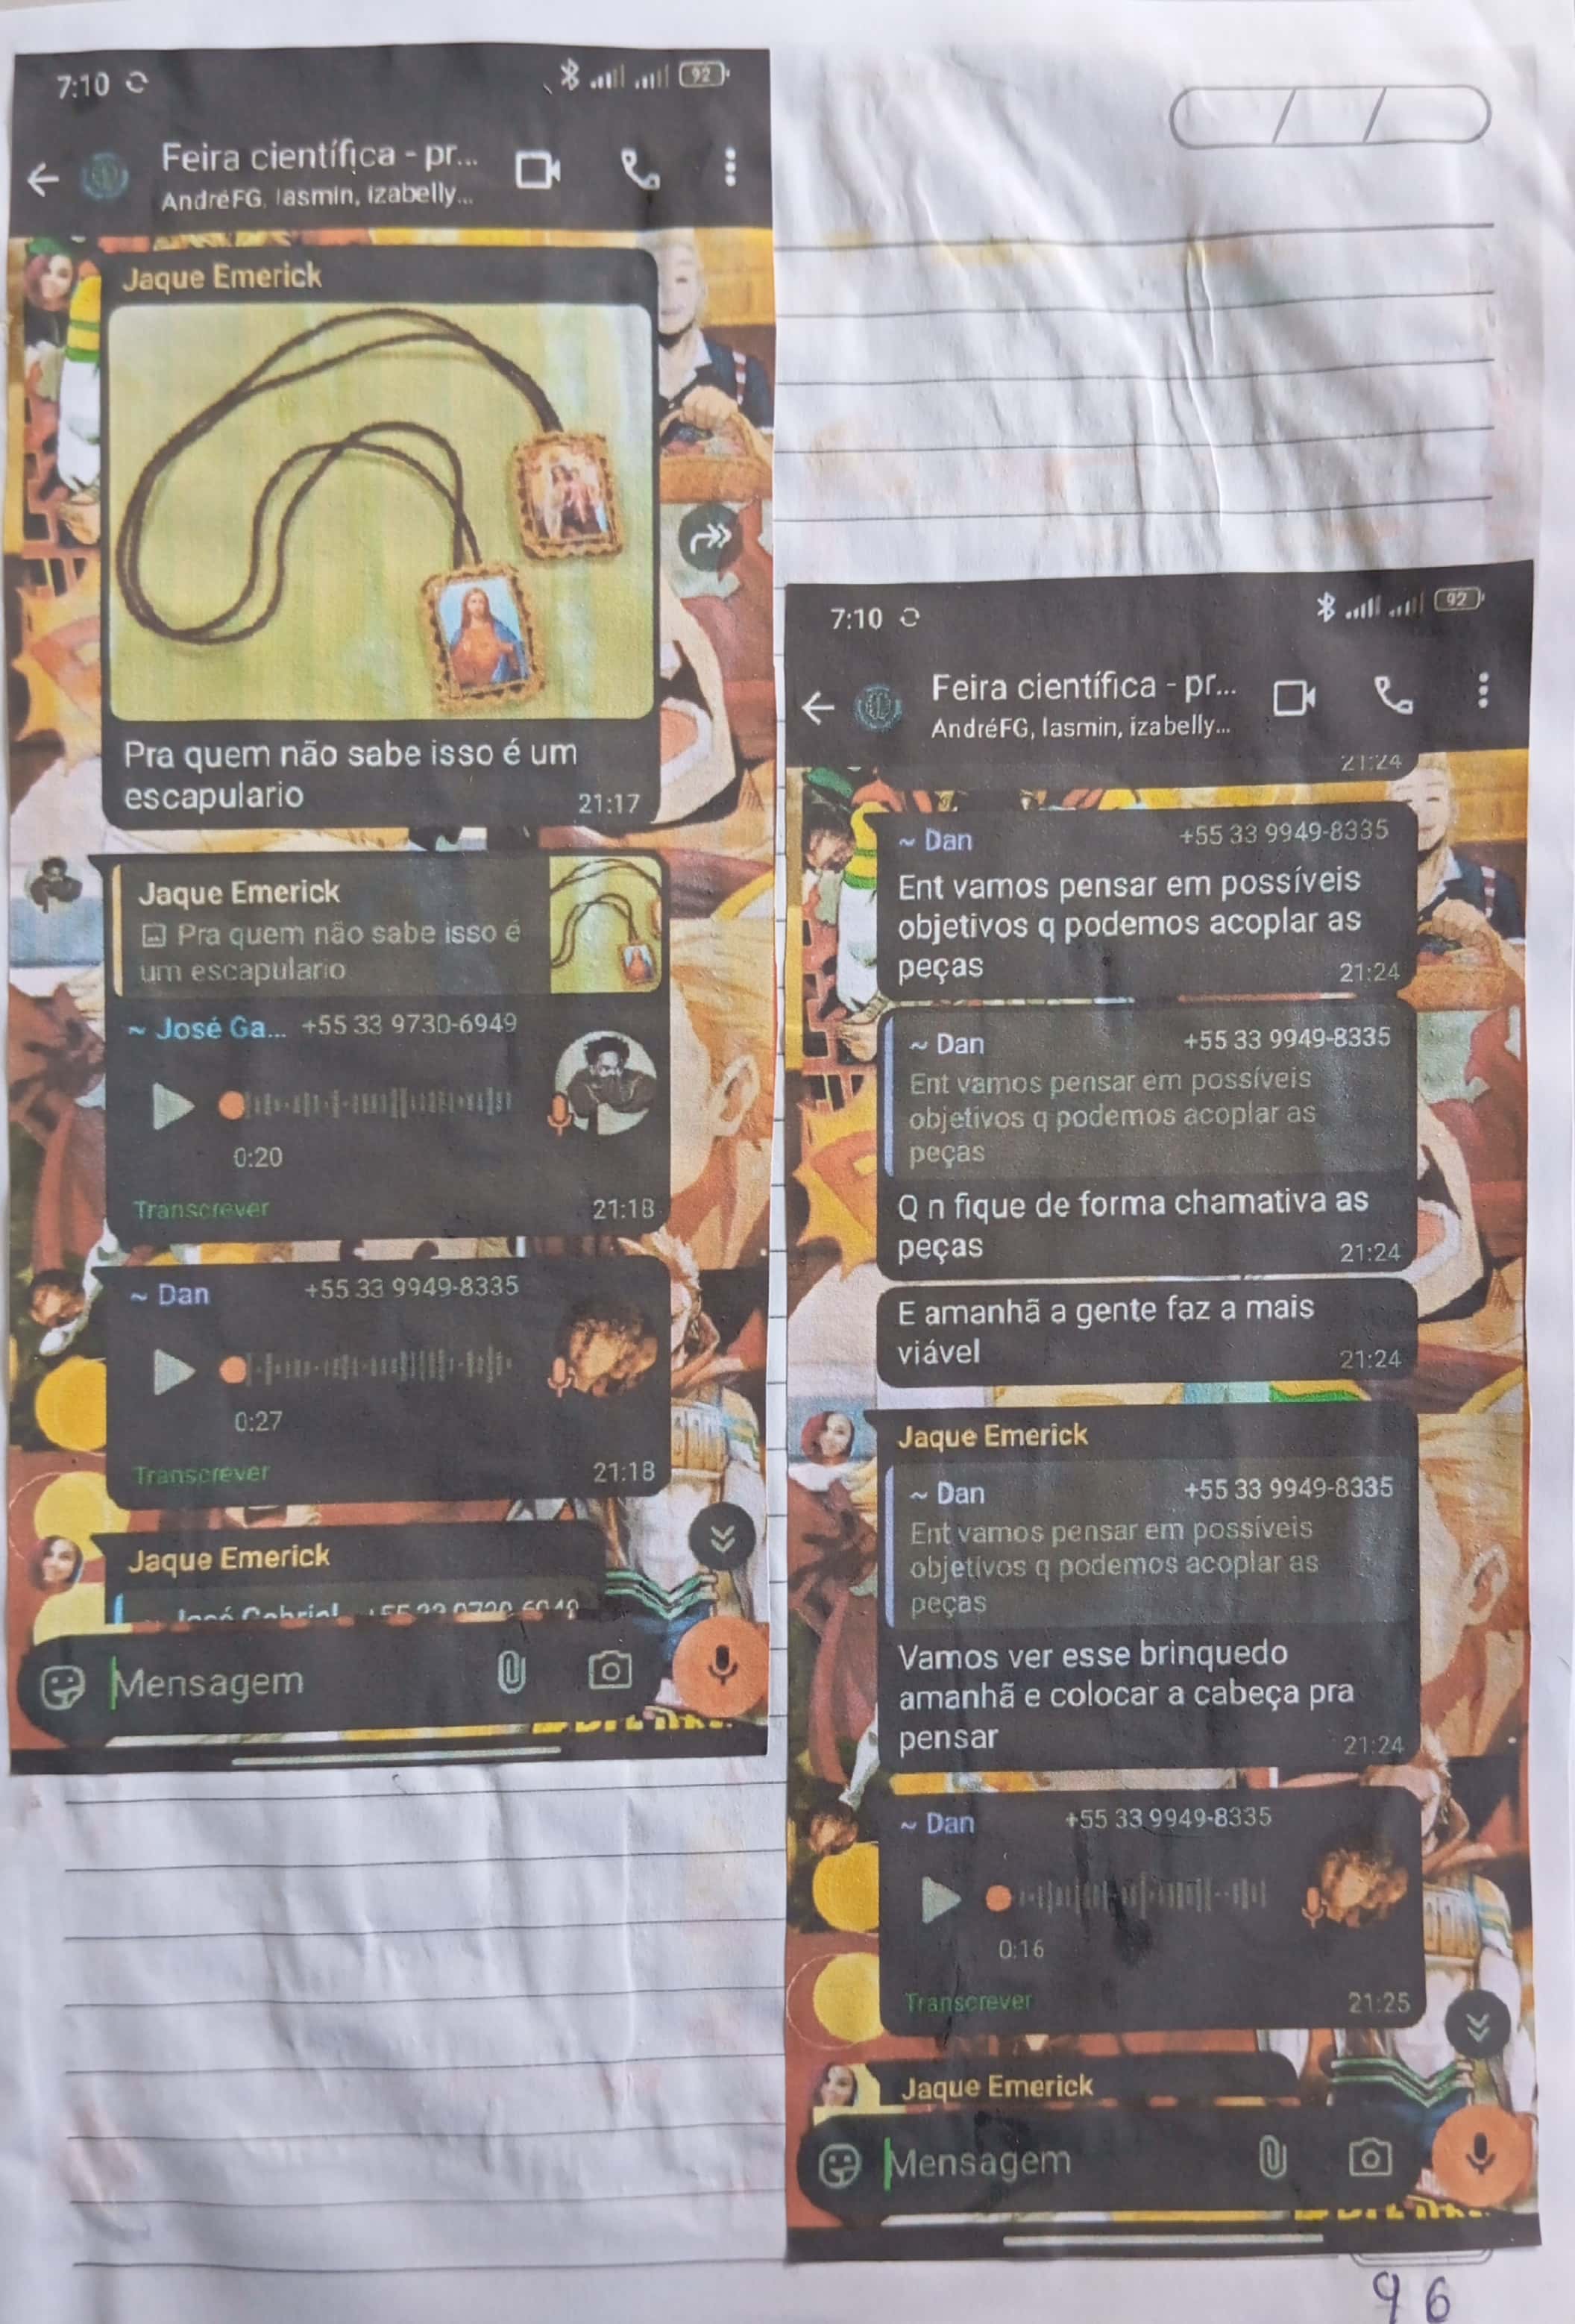 7:10
92
Feira científica - pr...
AndréFG, Iasmin, izabelly...
Jaque Emerick
Pra quem não sabe isso é um
escapulario
21:17
Jaque Emerick
Pra quem não sabe isso é
um escapulario
~ José Ga... +55 33 9730-6949
0:20
Transcrever
21:18
~ Dan +55 33 9949-8335
0:27
Transcrever
21:18
Jaque Emerick
Mensagem
7:10
92
Feira científica - pr...
AndréFG, Iasmin, izabelly...
21:24
~ Dan +55 33 9949-8335
Ent vamos pensar em possíveis
objetivos q podemos acoplar as
peças
21:24
~ Dan +55 33 9949-8335
Ent vamos pensar em possíveis
objetivos q podemos acoplar as
peças
Q n fique de forma chamativa as
peças
21:24
E amanhã a gente faz a mais
viável
21:24
Jaque Emerick
~ Dan +55 33 9949-8335
Ent vamos pensar em possíveis
objetivos q podemos acoplar as
peças
Vamos ver esse brinquedo
amanhã e colocar a cabeça pra
pensar
21:24
~ Dan +55 33 9949-8335
0:16
Transcrever
21:25
Jaque Emerick
Mensagem
96